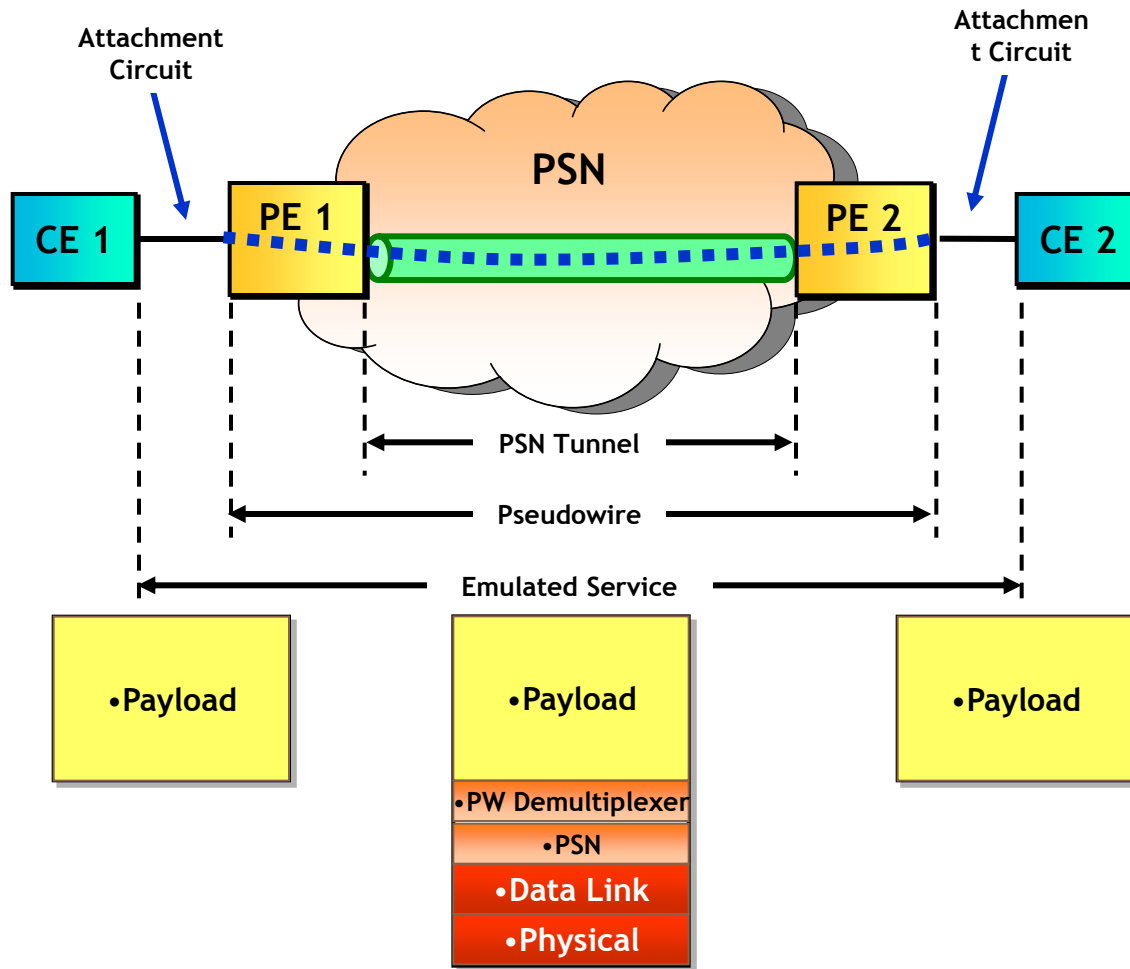 Attachment
Circuit
Attachmen
t Circuit
PSN
CE 1
PE 1
PE 2
CE 2
PSN Tunnel
Pseudowire
Emulated Service
•Payload
•Payload
•Payload
•PW Demultiplexer
•PSN
•Data Link
•Physical